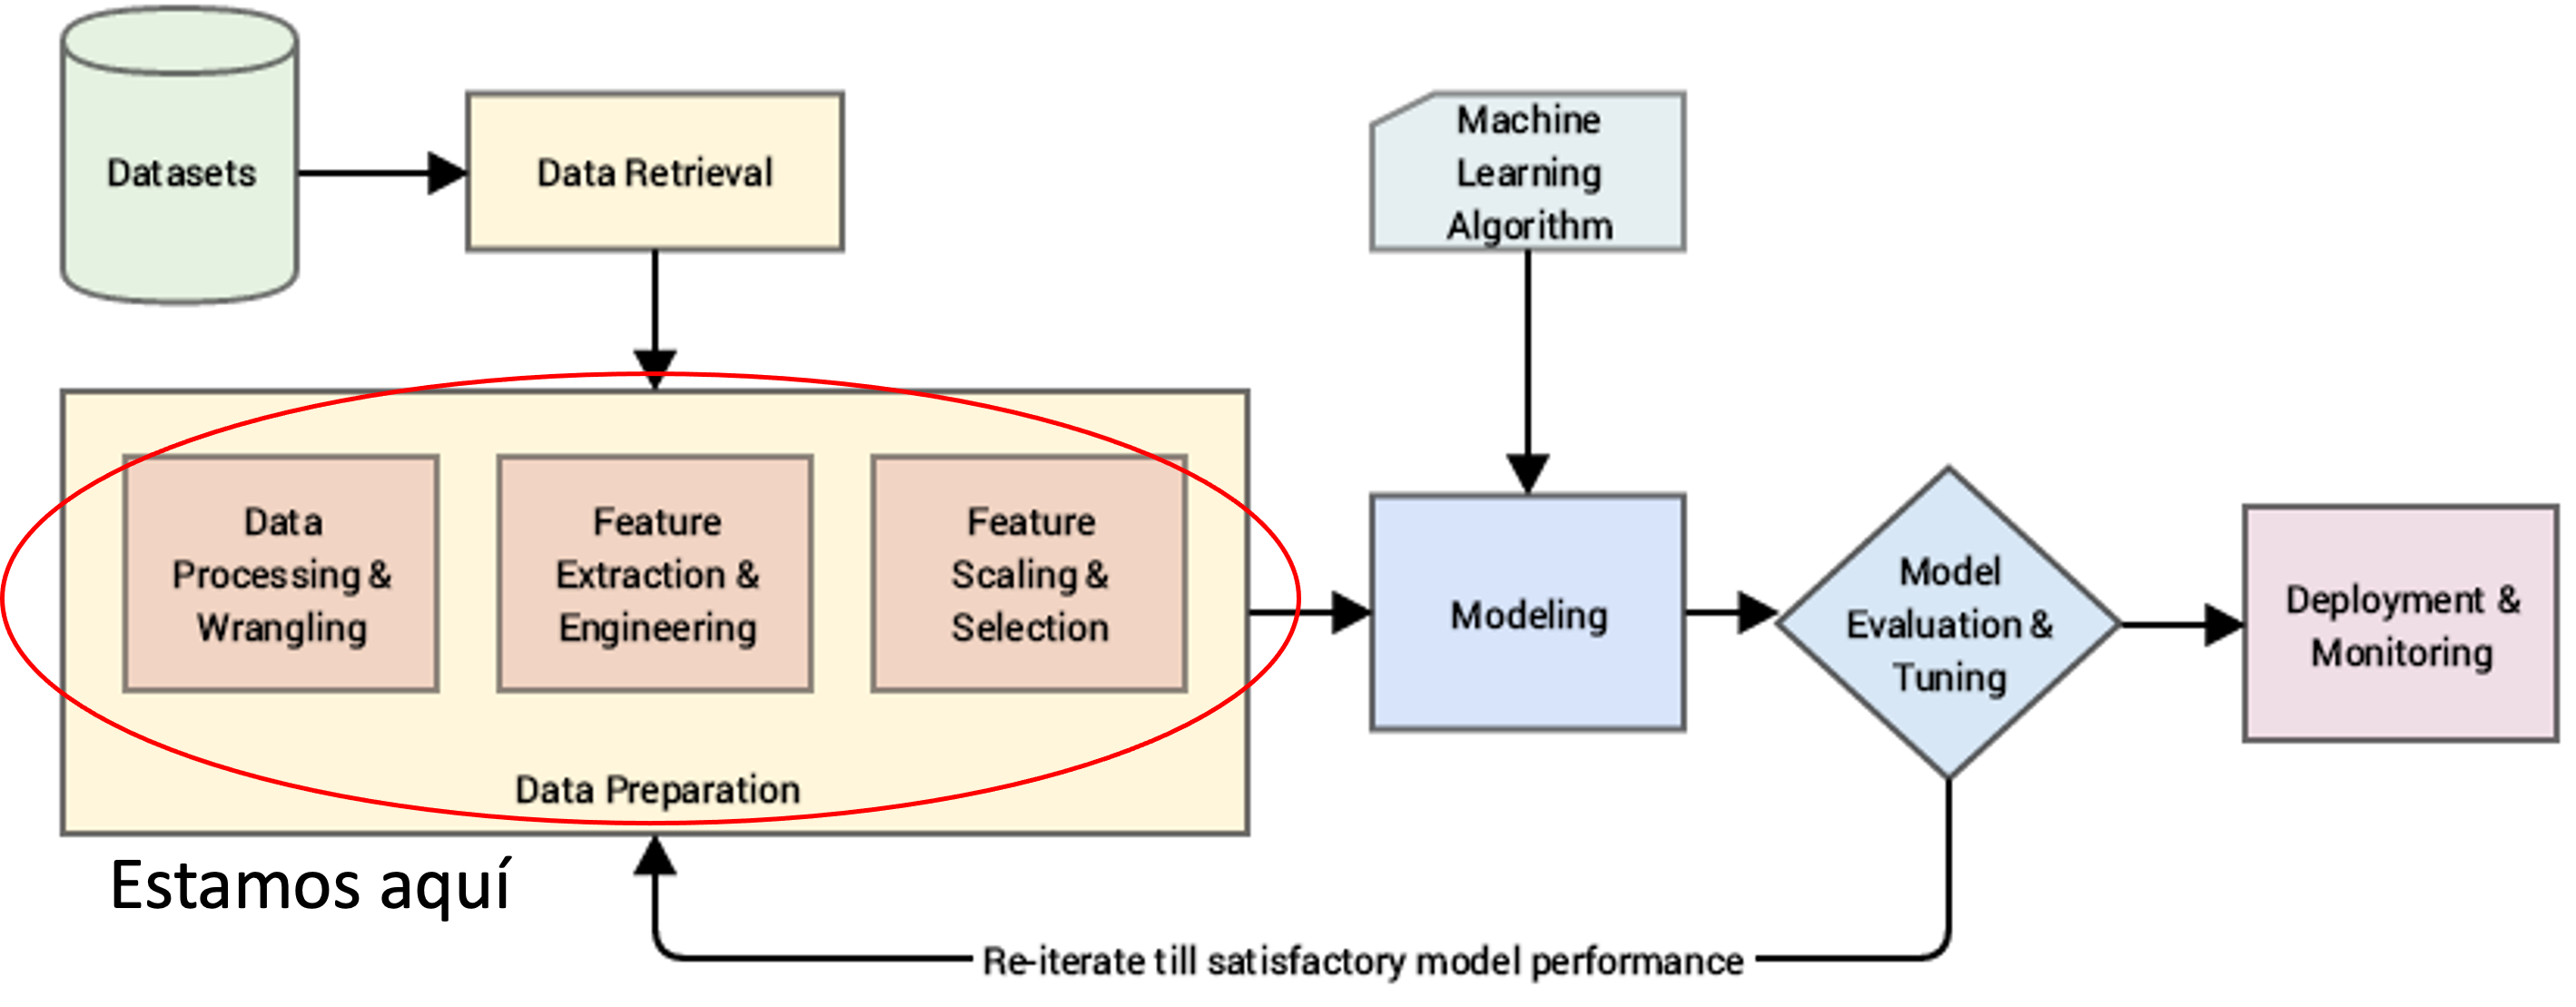 Datasets
Data Retrieval
Machine
Learning
Algorithm
Data
Processing &
Wrangling
Feature
Extraction &
Engineering
Feature
Scaling &
Selection
Data Preparation
Modeling
Model
Evaluation &
Tuning
Deployment &
Monitoring
Estamos aquí
Re-iterate till satisfactory model performance